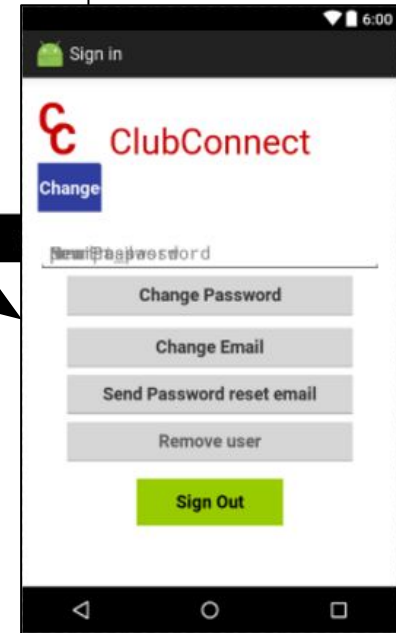 6:00
Sign in
CC ClubConnect
Change
Change Password
Change Email
Send Password reset email
Remove user
Sign Out